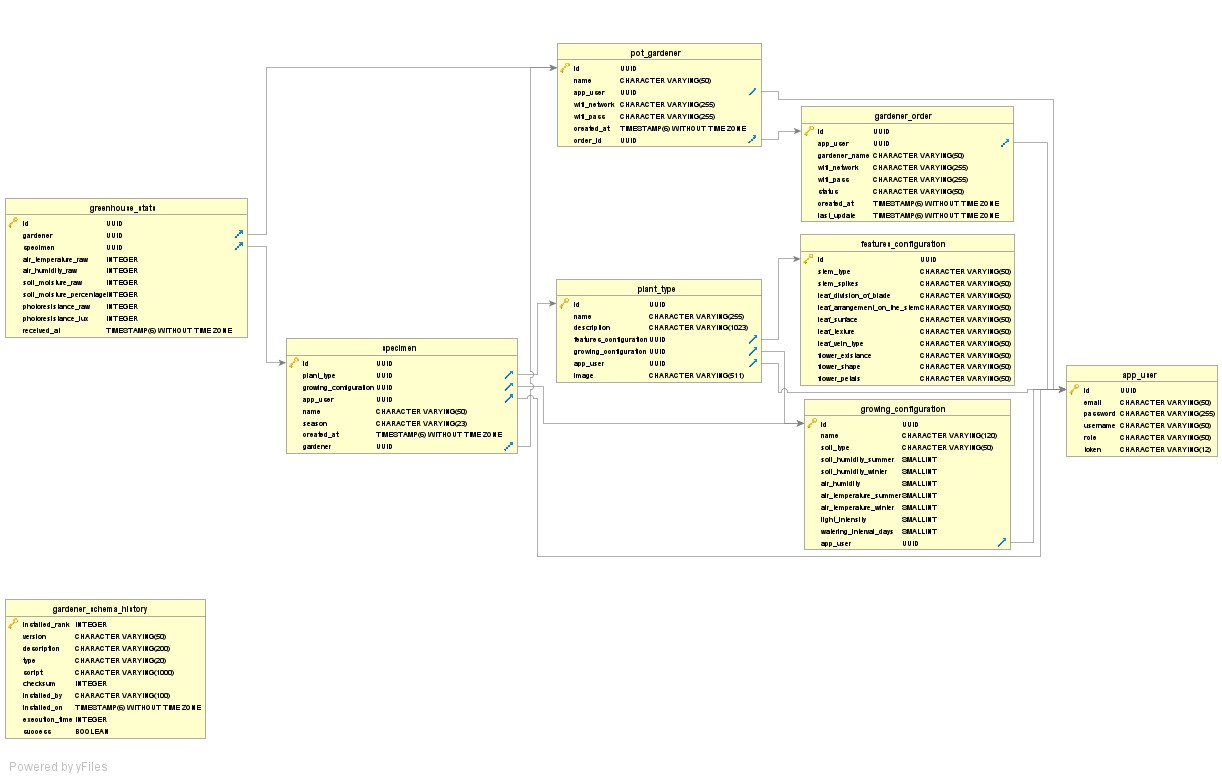 pot_gardener
id UUID
name CHARACTER VARYING(50)
app_user UUID
wifi_network CHARACTER VARYING(255)
wifi_pass CHARACTER VARYING(255)
created_at TIMESTAMP(6) WITHOUT TIME ZONE
order_id UUID
gardener_order
id UUID
app_user UUID
gardener_name CHARACTER VARYING(50)
wifi_network CHARACTER VARYING(255)
wifi_pass CHARACTER VARYING(255)
status CHARACTER VARYING(50)
created_at TIMESTAMP(6) WITHOUT TIME ZONE
last_update TIMESTAMP(6) WITHOUT TIME ZONE
greenhouse_stats
id UUID
gardener UUID
specimen UUID
air_temperature_raw INTEGER
air_humidity_raw INTEGER
soil_moisture_raw INTEGER
soil_moisture_percentage INTEGER
photoresistance_raw INTEGER
photoresistance_lux INTEGER
received_at TIMESTAMP(6) WITHOUT TIME ZONE
features_configuration
id UUID
stem_type CHARACTER VARYING(50)
stem_spikes CHARACTER VARYING(50)
leaf_division_of_blade CHARACTER VARYING(50)
leaf_arrangement_on_the_stem CHARACTER VARYING(50)
leaf_surface CHARACTER VARYING(50)
leaf_texture CHARACTER VARYING(50)
leaf_vein_type CHARACTER VARYING(50)
flower_existance CHARACTER VARYING(50)
flower_shape CHARACTER VARYING(50)
flower_petals CHARACTER VARYING(50)
plant_type
id UUID
name CHARACTER VARYING(255)
description CHARACTER VARYING(1023)
features_configuration UUID
growing_configuration UUID
app_user UUID
image CHARACTER VARYING(511)
specimen
id UUID
plant_type UUID
growing_configuration UUID
app_user UUID
name CHARACTER VARYING(50)
season CHARACTER VARYING(23)
created_at TIMESTAMP(6) WITHOUT TIME ZONE
gardener UUID
app_user
id UUID
email CHARACTER VARYING(50)
password CHARACTER VARYING(255)
username CHARACTER VARYING(50)
role CHARACTER VARYING(50)
token CHARACTER VARYING(12)
growing_configuration
id UUID
name CHARACTER VARYING(120)
soil_type CHARACTER VARYING(50)
soil_humidity_summer SMALLINT
soil_humidity_winter SMALLINT
air_humidity SMALLINT
air_temperature_summer SMALLINT
air_temperature_winter SMALLINT
light_intensity SMALLINT
watering_interval_days SMALLINT
app_user UUID
gardener_schema_history
installed_rank INTEGER
version CHARACTER VARYING(50)
description CHARACTER VARYING(200)
type CHARACTER VARYING(20)
script CHARACTER VARYING(1000)
checksum INTEGER
installed_by CHARACTER VARYING(100)
installed_on TIMESTAMP(6) WITHOUT TIME ZONE
execution_time INTEGER
success BOOLEAN
Powered by yFiles